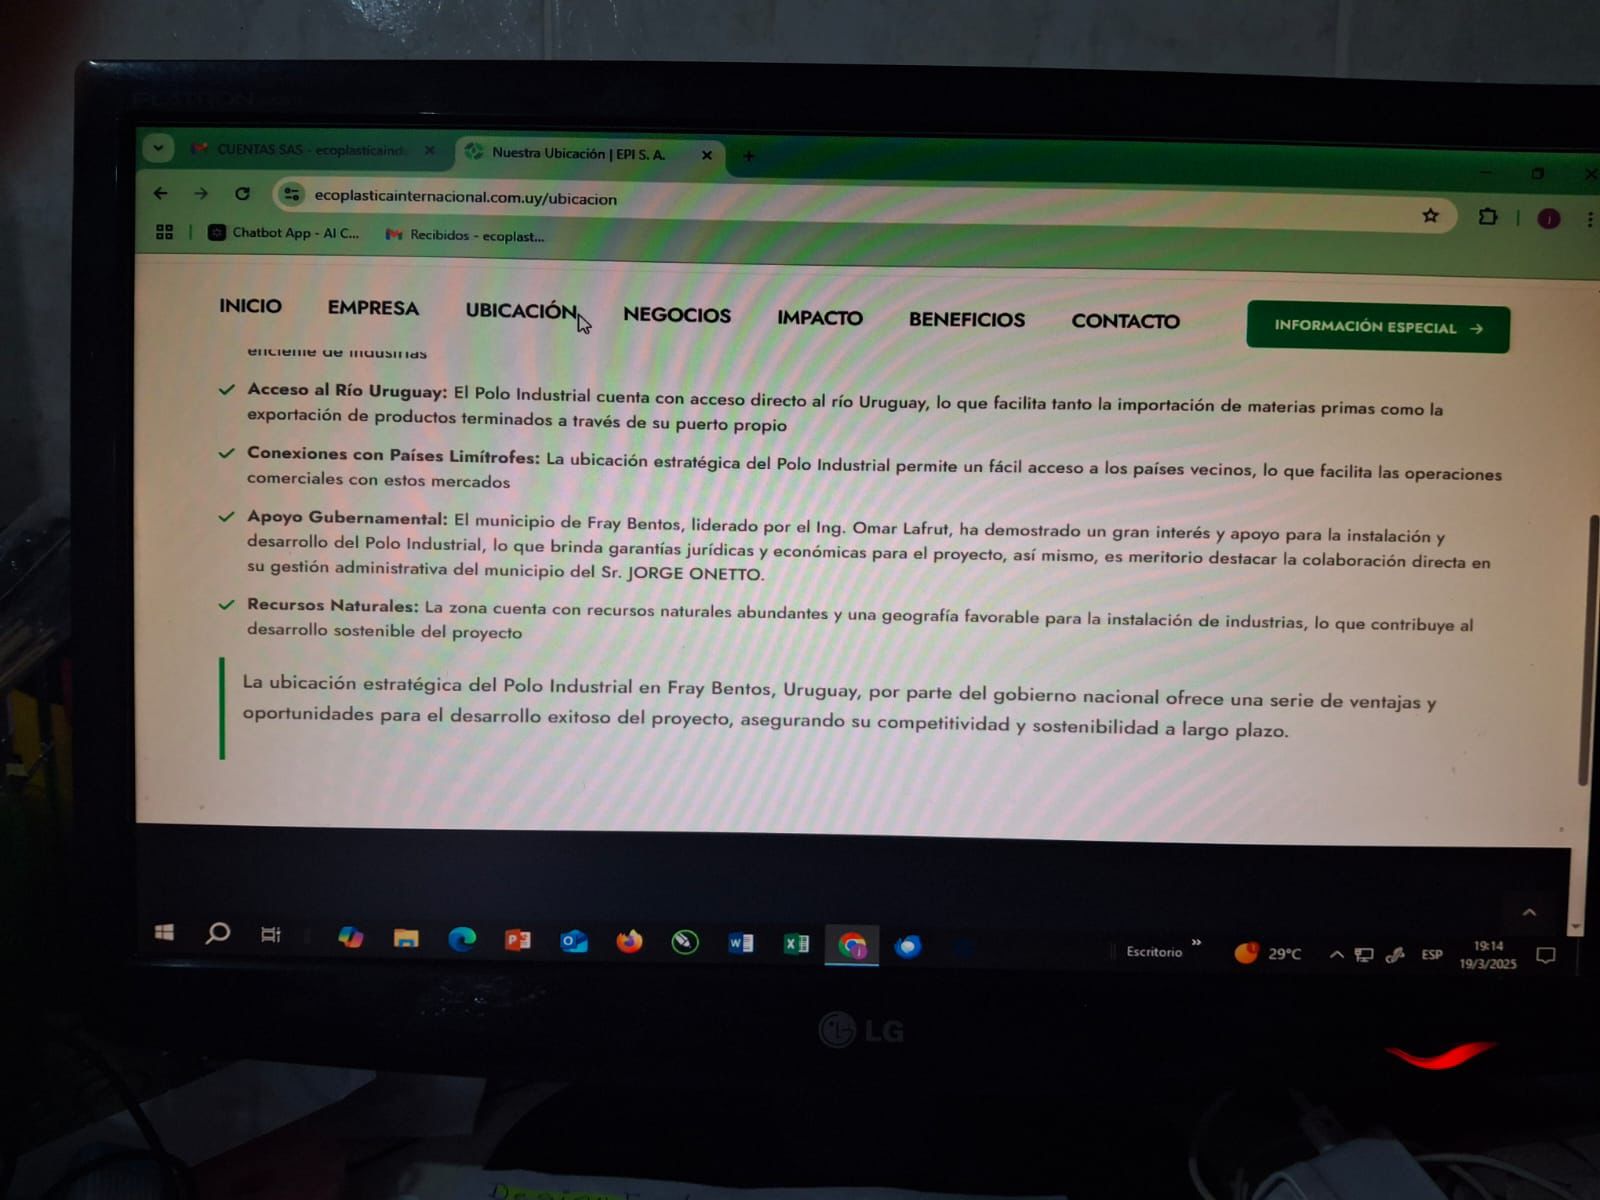 CUENTAS SAS - ecoplasticaind
Nuestra Ubicación | EPI S. A.
ecoplasticainternacional.com.uy/ubicacion
Chatbot App - AI C...
Recibidos - ecoplast...
INICIO EMPRESA UBICACIÓN NEGOCIOS IMPACTO BENEFICIOS CONTACTO INFORMACIÓN ESPECIAL →
de industrias
Acceso al Río Uruguay: El Polo Industrial cuenta con acceso directo al río Uruguay, lo que facilita tanto la importación de materias primas como la
exportación de productos terminados a través de su puerto propio
Conexiones con Países Limítrofes: La ubicación estratégica del Polo Industrial permite un fácil acceso a los países vecinos, lo que facilita las operaciones
comerciales con estos mercados
Apoyo Gubernamental: El municipio de Fray Bentos, liderado por el Ing. Omar Lafrut, ha demostrado un gran interés y apoyo para la instalación y
desarrollo del Polo Industrial, lo que brinda garantías jurídicas y económicas para el proyecto, así mismo, es meritorio destacar la colaboración directa en
su gestión administrativa del municipio del Sr. JORGE ONETTO.
Recursos Naturales: La zona cuenta con recursos naturales abundantes y una geografía favorable para la instalación de industrias, lo que contribuye al
desarrollo sostenible del proyecto
La ubicación estratégica del Polo Industrial en Fray Bentos, Uruguay, por parte del gobierno nacional ofrece una serie de ventajas y
oportunidades para el desarrollo exitoso del proyecto, asegurando su competitividad y sostenibilidad a largo plazo.
Escritorio
29°C
ESP
19:14
19/3/2025
LG